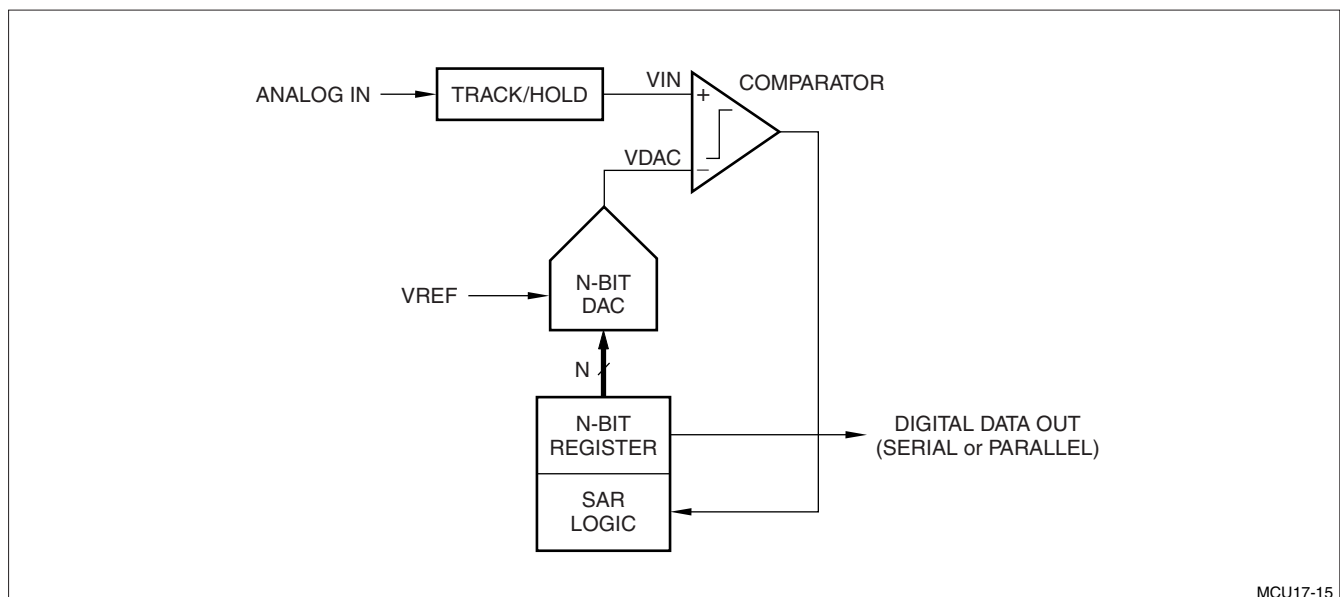 ANALOG IN
TRACK/HOLD
VIN
COMPARATOR
+
VDAC
−
VREF
N-BIT
DAC
N
N-BIT
REGISTER
DIGITAL DATA OUT
(SERIAL or PARALLEL)
SAR
LOGIC
MCU17-15